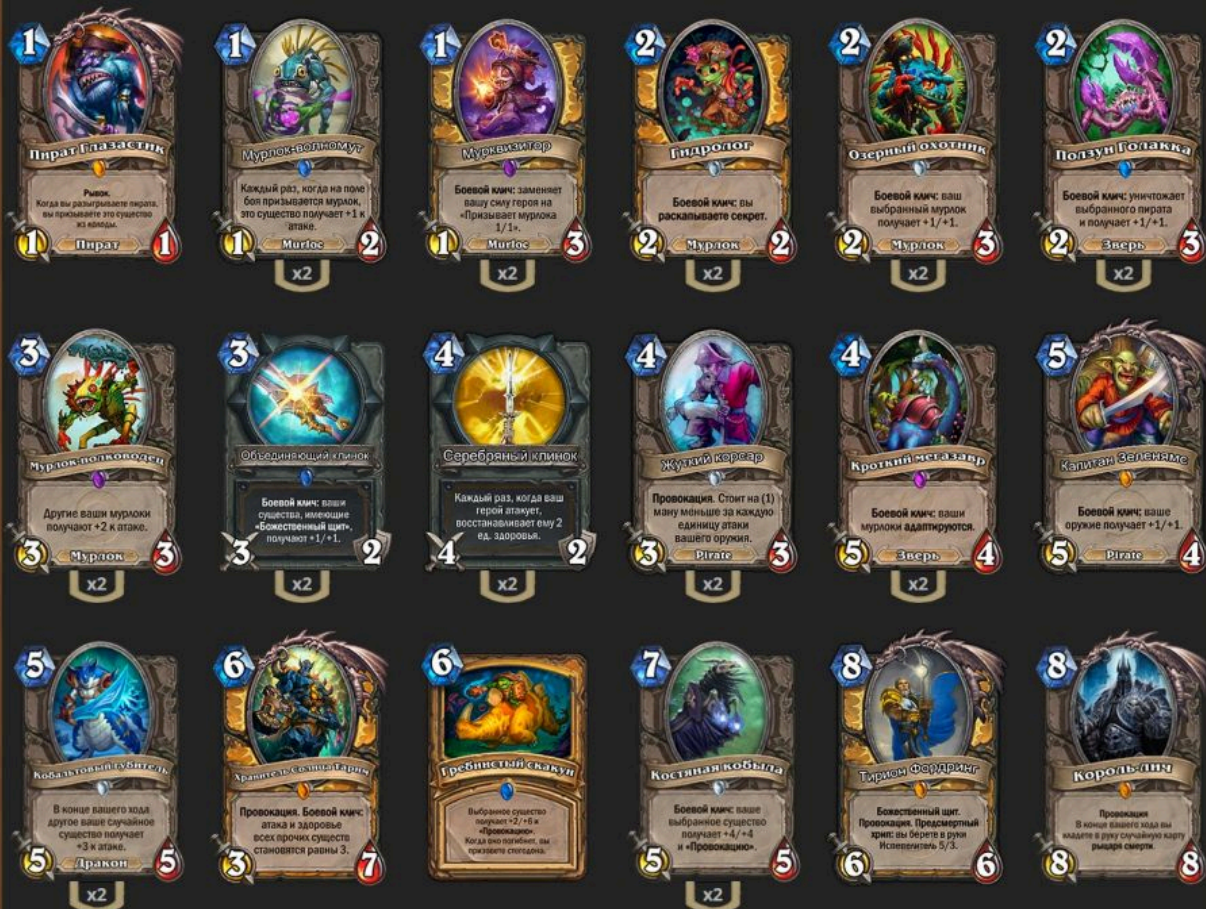 1
Пират Глазастик
Рывок.
Когда вы разыгрываете пирата,
вы призываете это существо
из колоды.
1
Пират
1
1
Мурлок-волномут
Каждый раз, когда на поле
боя призывается мурлок,
это существо получает +1 к
атаке.
1
Murloc
2
x2
1
Мурквизитор
Боевой клич: заменяет
вашу силу героя на
«Призывает мурлока
1/1».
1
Murloc
3
x2
2
Гидролог
Боевой клич: вы
раскапываете секрет.
2
Мурлок
2
x2
2
Озерный охотник
Боевой клич: ваш
выбранный мурлок
получает +1/+1.
2
Мурлок
3
x2
2
Ползун Голакка
Боевой клич: уничтожает
выбранного пирата
и получает +1/+1.
2
Зверь
3
x2
3
Мурлок-полководец
Другие ваши мурлоки
получают +2 к атаке.
3
Мурлок
3
x2
3
Объединяющий клинок
Боевой клич: ваши
существа, имеющие
«Божественный щит»,
получают +1/+1.
3
2
x2
4
Серебряный клинок
Каждый раз, когда ваш
герой атакует,
восстанавливает ему 2
ед. здоровья.
4
2
x2
4
Жуткий корсар
Провокация. Стоит на (1)
ману меньше за каждую
единицу атаки
вашего оружия.
3
Pirate
3
x2
4
Кроткий мегазавр
Боевой клич: ваши
мурлоки адаптируются.
5
Зверь
4
x2
5
Капитан Зеленямс
Боевой клич: ваше
оружие получает +1/+1.
5
Pirate
4
5
Кобальтовый губитель
В конце вашего хода
другое ваше случайное
существо получает
+3 к атаке.
5
Дракон
5
x2
6
Хранитель Солнца Тарим
Провокация. Боевой клич:
атака и здоровье
всех прочих существ
становятся равны 3.
3
7
6
Гребнистый скакун
Выбранное существо
получает +2/+6 и
«Провокацию».
Когда оно погибнет, вы
призовете стегодона.
7
Костяная кобыла
Боевой клич: ваше
выбранное существо
получает +4/+4
и «Провокацию».
5
5
x2
8
Тирион Фордринг
Божественный щит.
Провокация. Предсмертный
хрип: вы берете в руки
Испепелитель 5/3.
6
6
8
Король-лич
Провокация
В конце вашего хода вы
кладете в руку случайную карту
рыцаря смерти.
8
8